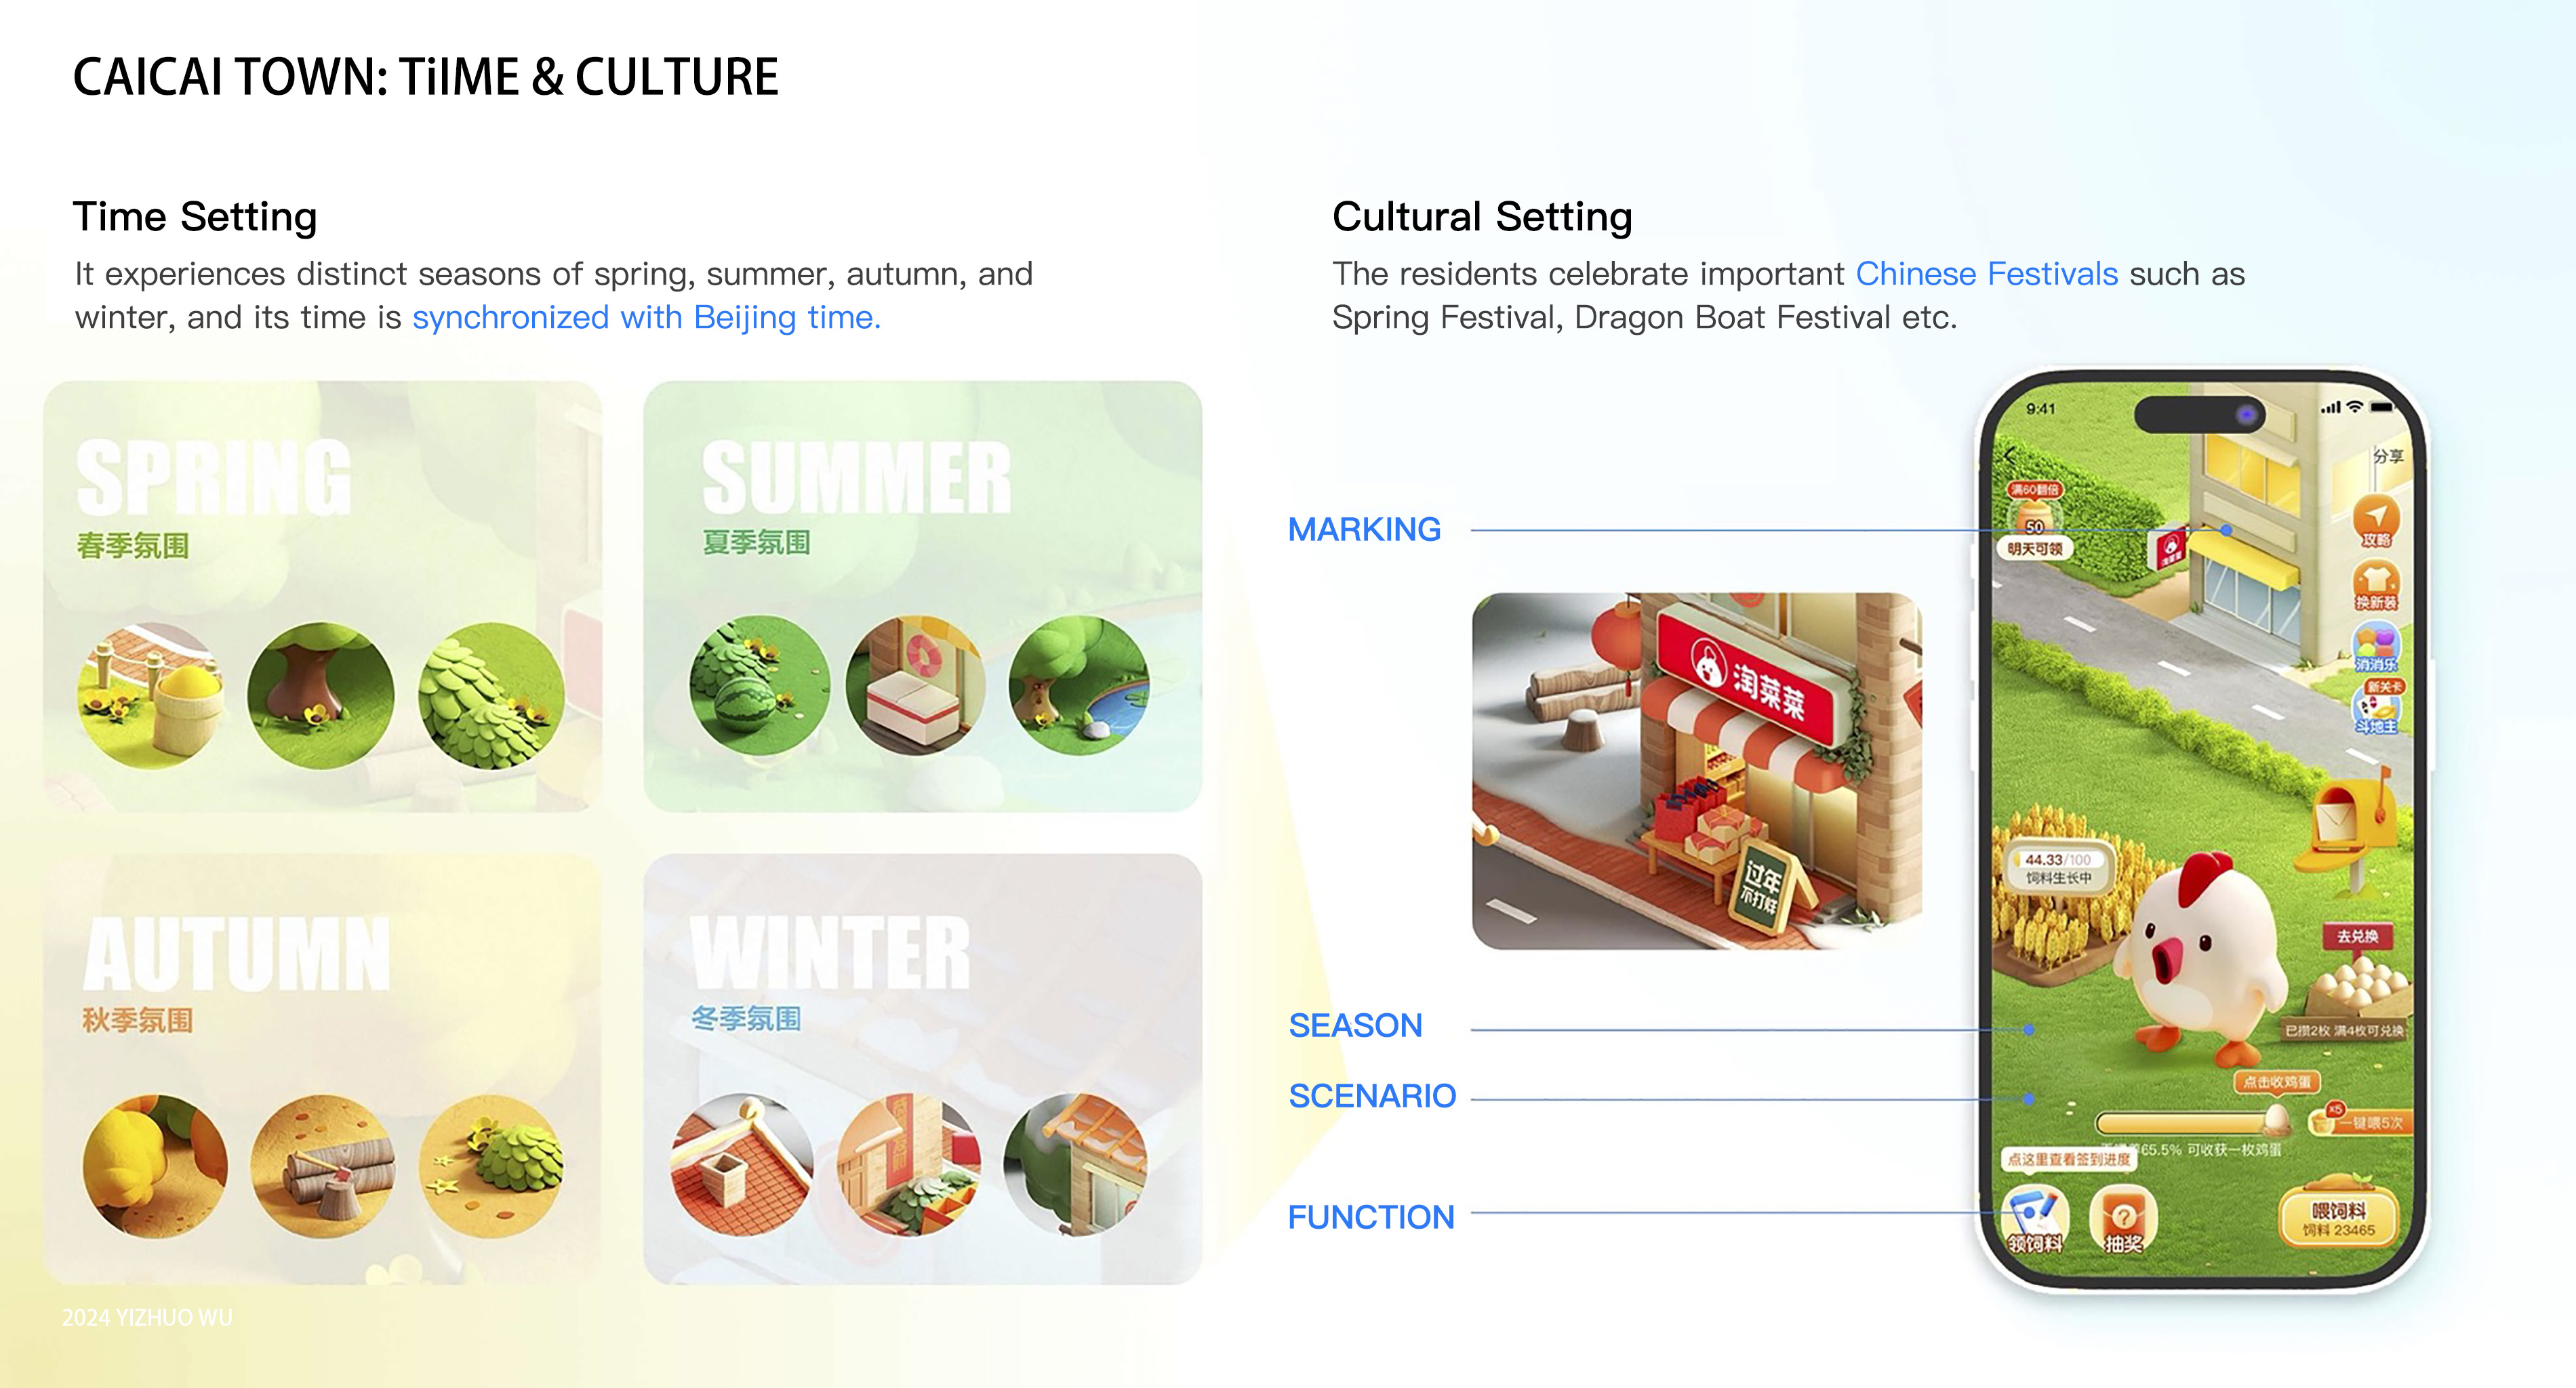 CAICAI TOWN: TiIME & CULTURE
Time Setting
It experiences distinct seasons of spring, summer, autumn, and
winter, and its time is synchronized with Beijing time.
SPRING
春季氛围
SUMMER
夏季氛围
AUTUMN
秋季氛围
WINTER
冬季氛围
2024 YIZHUO WU
Cultural Setting
The residents celebrate important Chinese Festivals such as
Spring Festival, Dragon Boat Festival etc.
MARKING
淘菜菜
过年
不打烊
SEASON
SCENARIO
FUNCTION
9:41
分享
满60翻倍
50
明天可领
攻略
换新装
消消乐
新关卡
斗地主
44.33/100
饲料生长中
去兑换
已攒2枚 满4枚可兑换
点击收鸡蛋
x5
一键喂5次
65.5% 可收获一枚鸡蛋
点这里查看签到进度
领饲料
抽奖
喂饲料
饲料 23465